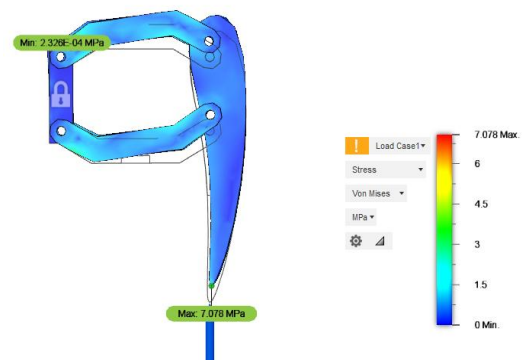 Min: 2.326E-04 MPa
Max: 7.078 MPa
! Load Case1
Stress
Von Mises
MPa
7.078 Max.
6
4.5
3
1.5
0 Min.